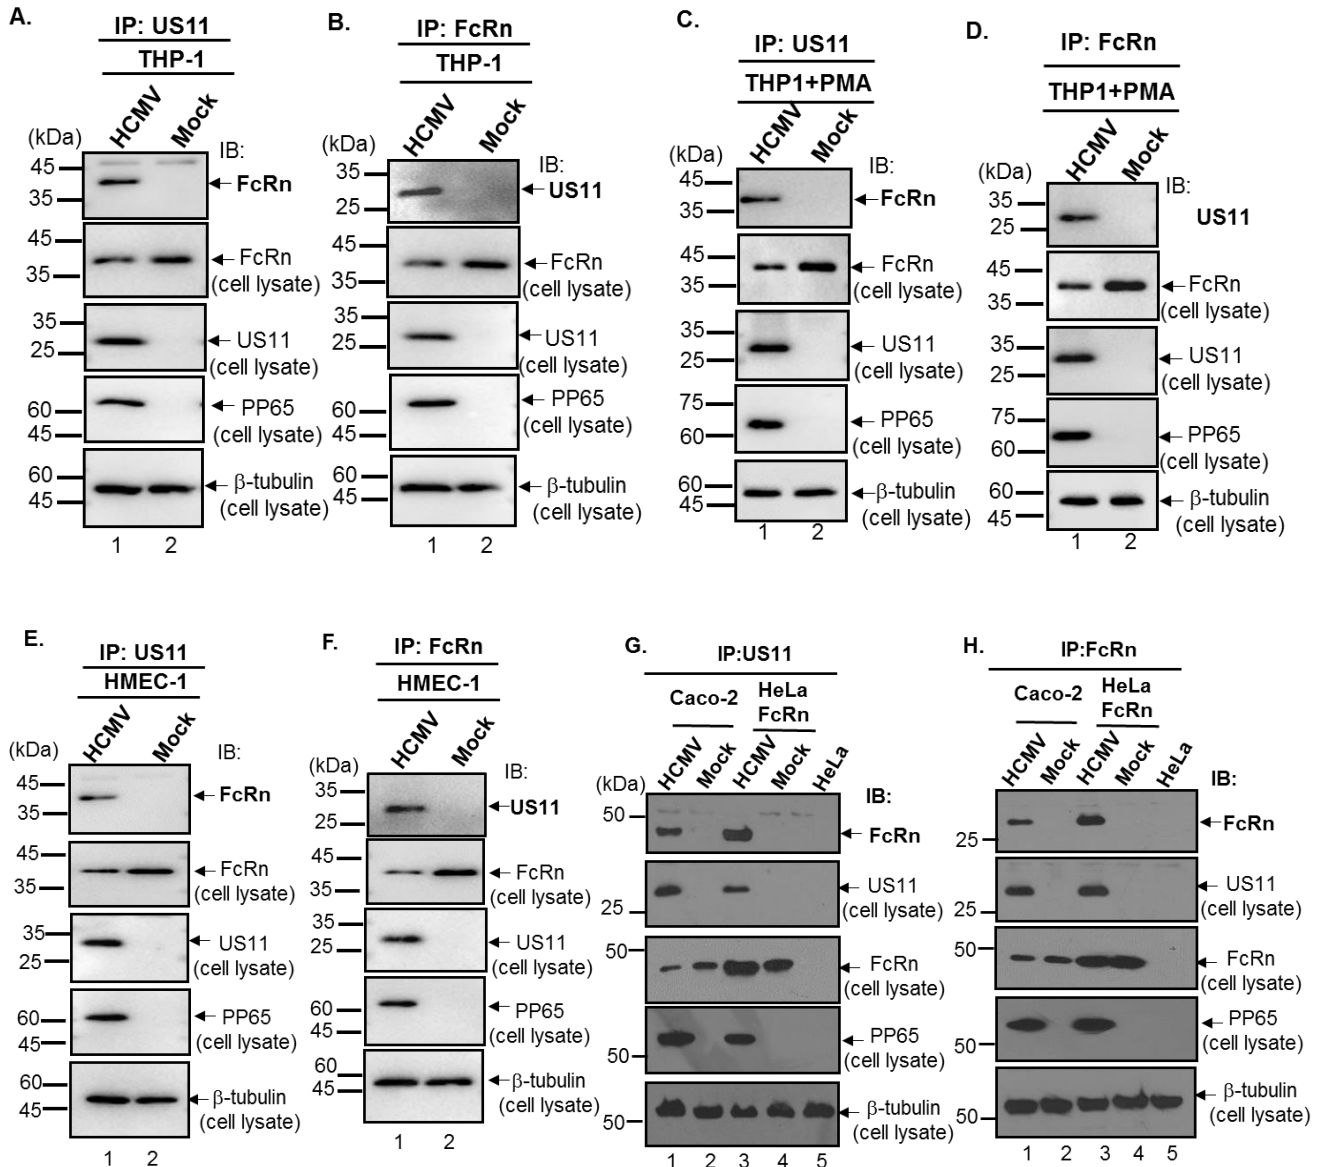 A.
IP: US11
THP-1
HCMV
Mock
(kDa)
IB:
45
35
FcRn
45
35
FcRn
(cell lysate)
35
25
US11
(cell lysate)
60
45
PP65
(cell lysate)
60
45
β-tubulin
(cell lysate)
1 2
B.
IP: FcRn
THP-1
HCMV
Mock
(kDa)
IB:
35
25
US11
45
35
FcRn
(cell lysate)
35
25
US11
(cell lysate)
60
45
PP65
(cell lysate)
60
45
β-tubulin
(cell lysate)
1 2
C.
IP: US11
THP1+PMA
HCMV
Mock
(kDa)
IB:
45
35
FcRn
45
35
FcRn
(cell lysate)
35
25
US11
(cell lysate)
75
60
PP65
(cell lysate)
60
45
β-tubulin
(cell lysate)
1 2
D.
IP: FcRn
THP1+PMA
HCMV
Mock
(kDa)
IB:
35
25
US11
45
35
FcRn
(cell lysate)
35
25
US11
(cell lysate)
75
60
PP65
(cell lysate)
60
45
β-tubulin
(cell lysate)
1 2
E.
IP: US11
HMEC-1
HCMV
Mock
(kDa)
IB:
45
35
FcRn
45
35
FcRn
(cell lysate)
35
25
US11
(cell lysate)
60
45
PP65
(cell lysate)
60
45
β-tubulin
(cell lysate)
1 2
F.
IP: FcRn
HMEC-1
HCMV
Mock
(kDa)
IB:
35
25
US11
45
35
FcRn
(cell lysate)
35
25
US11
(cell lysate)
60
45
PP65
(cell lysate)
60
45
β-tubulin
(cell lysate)
1 2
G.
IP:US11
Caco-2
HeLa
FcRn
HCMV
Mock
HCMV
Mock
HeLa
(kDa)
IB:
50
FcRn
25
US11
(cell lysate)
50
FcRn
(cell lysate)
50
PP65
(cell lysate)
50
β-tubulin
(cell lysate)
1 2 3 4 5
H.
IP:FcRn
Caco-2
HeLa
FcRn
HCMV
Mock
HCMV
Mock
HeLa
IB:
25
FcRn
25
US11
(cell lysate)
50
FcRn
(cell lysate)
50
PP65
(cell lysate)
50
β-tubulin
(cell lysate)
1 2 3 4 5